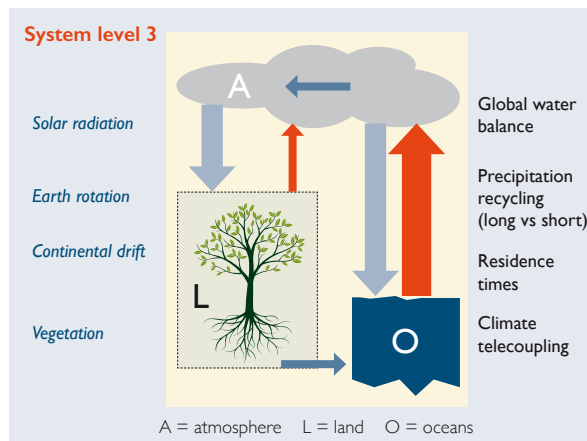 System level 3
A
Solar radiation
Earth rotation
Continental drift
Vegetation
L
O
Global water
balance
Precipitation
recycling
(long vs short)
Residence
times
Climate
telecoupling
A = atmosphere L = land O = oceans